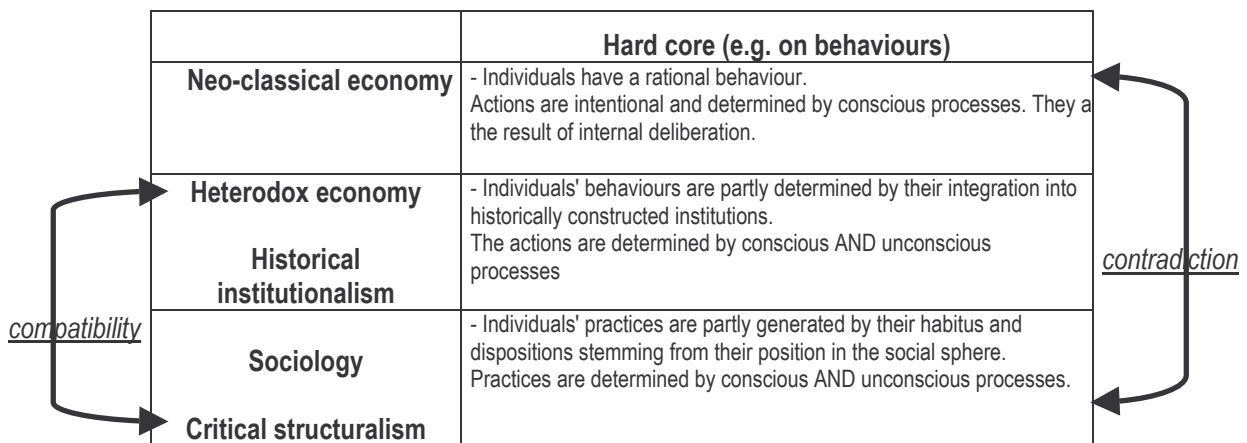 Hard core (e.g. on behaviours)
Neo-classical economy
- Individuals have a rational behaviour.
Actions are intentional and determined by conscious processes. They a
the result of internal deliberation.
Heterodox economy
Historical
institutionalism
- Individuals' behaviours are partly determined by their integration into
historically constructed institutions.
The actions are determined by conscious AND unconscious
processes
contradiction
compatibility
Sociology
Critical structuralism
- Individuals' practices are partly generated by their habitus and
dispositions stemming from their position in the social sphere.
Practices are determined by conscious AND unconscious processes.